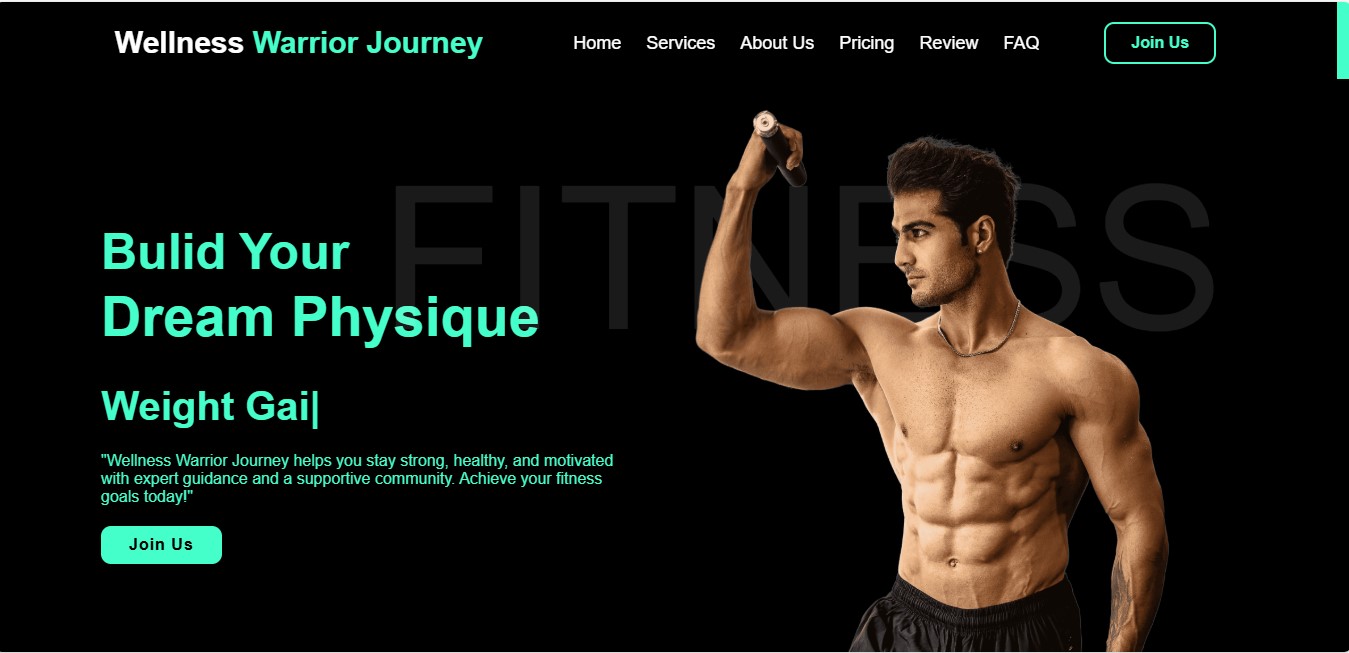 Wellness Warrior Journey
Home Services About Us Pricing Review FAQ
Join Us
FITNESS
Bulid Your
Dream Physique
Weight Gai|
"Wellness Warrior Journey helps you stay strong, healthy, and motivated
with expert guidance and a supportive community. Achieve your fitness
goals today!"
Join Us